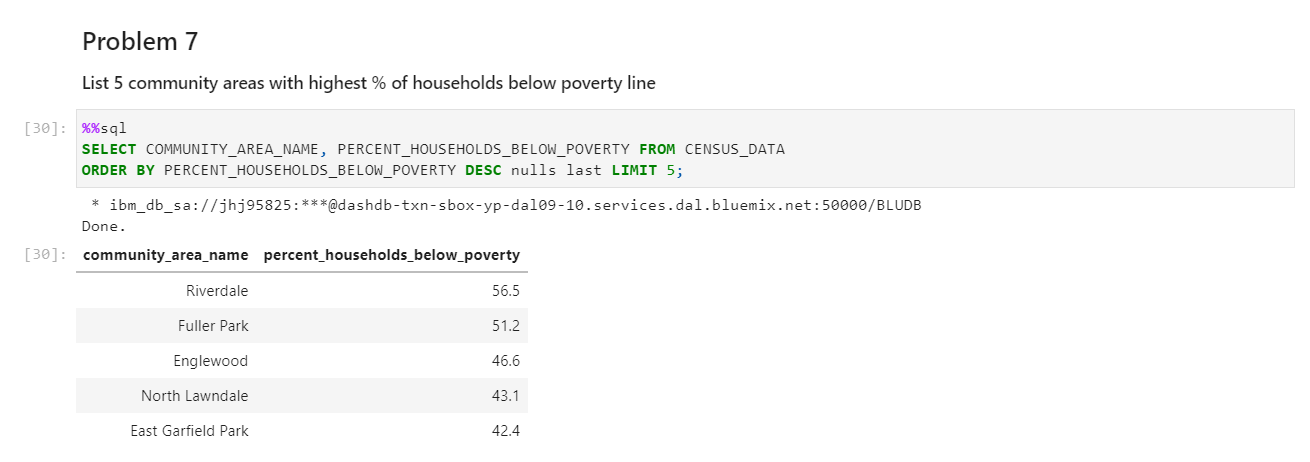 Problem 7
List 5 community areas with highest % of households below poverty line
[30]: %%sql
SELECT COMMUNITY_AREA_NAME, PERCENT_HOUSEHOLDS_BELOW_POVERTY FROM CENSUS_DATA
ORDER BY PERCENT_HOUSEHOLDS_BELOW_POVERTY DESC nulls last LIMIT 5;
* ibm_db_sa://jhj95825:***@dashdb-txn-sbox-yp-dal09-10.services.dal.bluemix.net:50000/BLUDB
Done.
[30]: community_area_name percent_households_below_poverty
Riverdale 56.5
Fuller Park 51.2
Englewood 46.6
North Lawndale 43.1
East Garfield Park 42.4